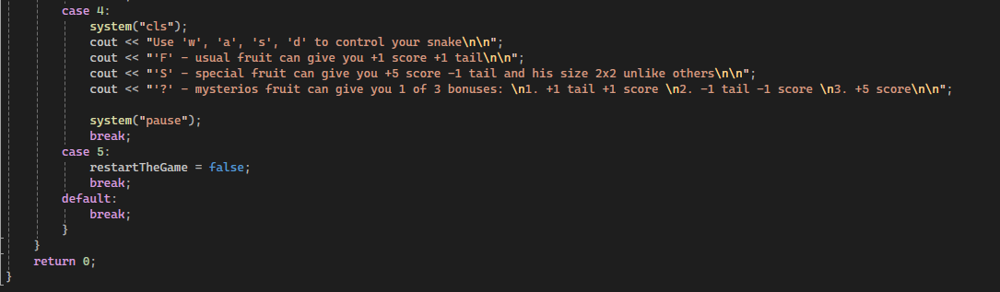 case 4:
system("cls");
cout << "Use 'w', 'a', 's', 'd' to control your snake\n\n";
cout << "'F' - usual fruit can give you +1 score +1 tail\n\n";
cout << "'S' - special fruit can give you +5 score -1 tail and his size 2x2 unlike others\n\n";
cout << "'?' - mysterios fruit can give you 1 of 3 bonuses: \n1. +1 tail +1 score \n2. -1 tail -1 score \n3. +5 score\n\n";
system("pause");
break;
case 5:
restartTheGame = false;
break;
default:
break;
}
}
return 0;
}